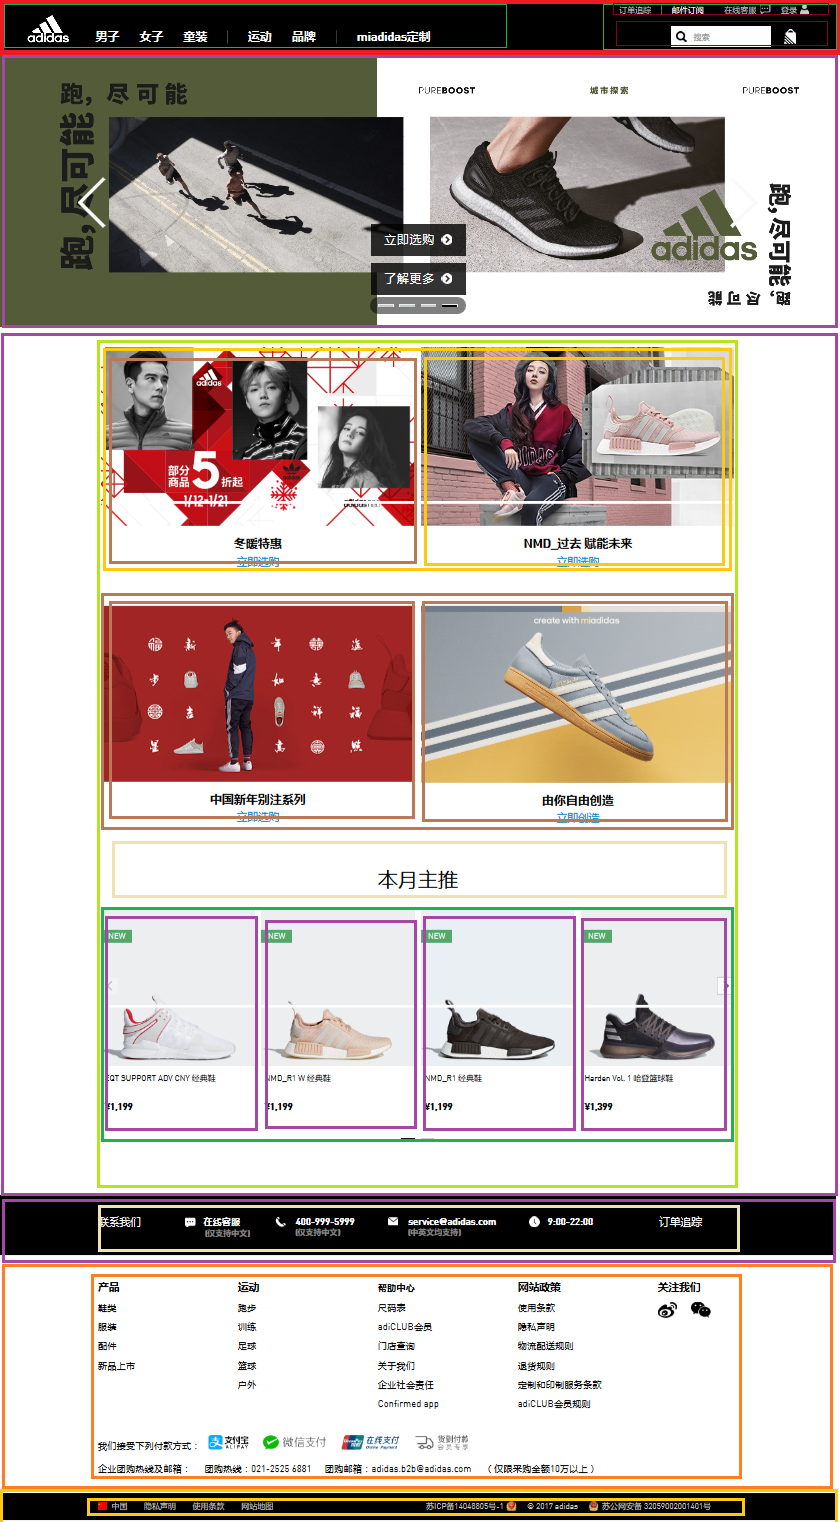 订单追踪 邮件订阅 在线客服 登录
adidas 男子 女子 童装 运动 品牌 miadidas定制
搜索
跑，尽可能
跑，尽可能
PUREBOOST 城市探索 PUREBOOST
立即选购
了解更多
adidas
跑，尽可能
跑，尽可能
adidas
部分商品5折起
1/12-1/21
冬暖特惠
立即选购
NMD_过去 赋能未来
立即选购
create with miadidas
中国新年别注系列
立即选购
由你自由创造
立即创造
本月主推
NEW NEW NEW NEW
EQT SUPPORT ADV CNY 经典鞋
¥1,199
NMD_R1 W 经典鞋
¥1,199
NMD_R1 经典鞋
¥1,199
Harden Vol. 1 哈登篮球鞋
¥1,399
联系我们 在线客服 400-999-5999 service@adidas.com 9:00-22:00 订单追踪
(仅支持中文) (仅支持中文) (中英文均支持)
产品 运动 帮助中心 网站政策 关注我们
鞋类 跑步 尺码表 使用条款
服装 训练 adiCLUB会员 隐私声明
配件 足球 门店查询 物流配送规则
新品上市 篮球 关于我们 退货规则
户外 企业社会责任 定制和印制服务条款
Confirmed app adiCLUB会员规则
我们接受下列付款方式： 支付宝 ALIPAY 微信支付 UnionPay 在线支付 Online Payment 货到付款 会员专享
企业团购热线及邮箱： 团购热线：021-2525 6881 团购邮箱：adidas.b2b@adidas.com （仅限采购金额10万以上）
中国 隐私声明 使用条款 网站地图 苏ICP备14048805号-1 © 2017 adidas 苏公网安备 32059002001401号